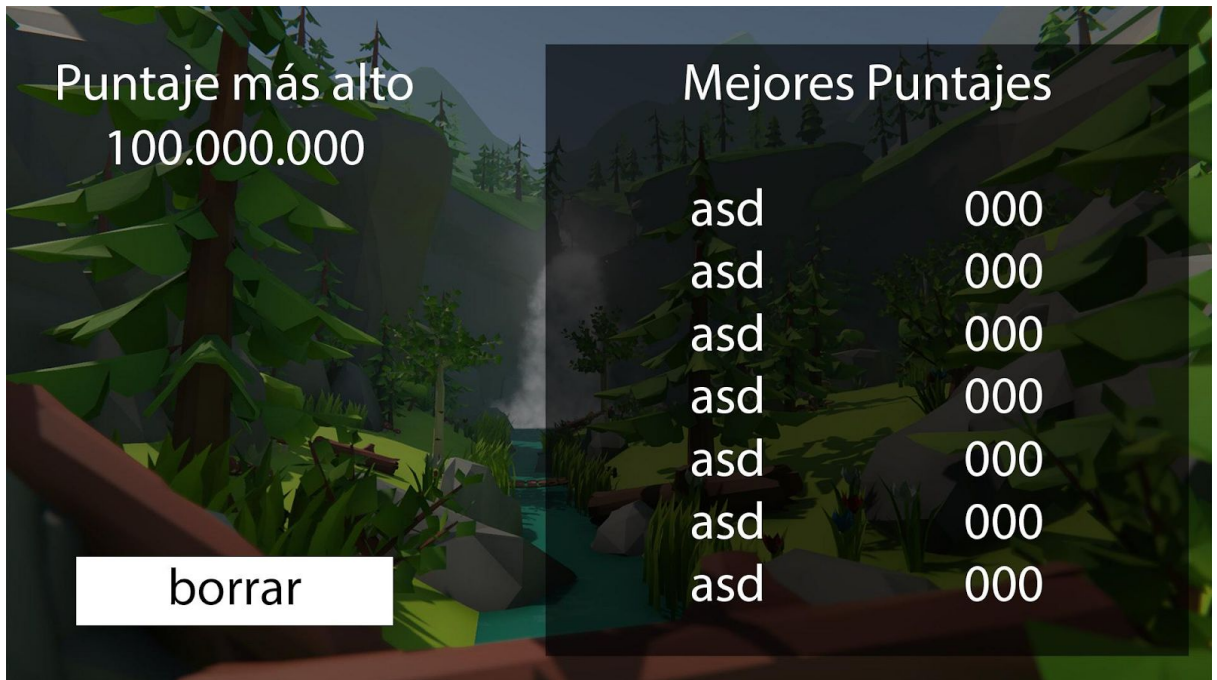 Puntaje más alto
100.000.000
borrar
Mejores Puntajes
asd 000
asd 000
asd 000
asd 000
asd 000
asd 000
asd 000